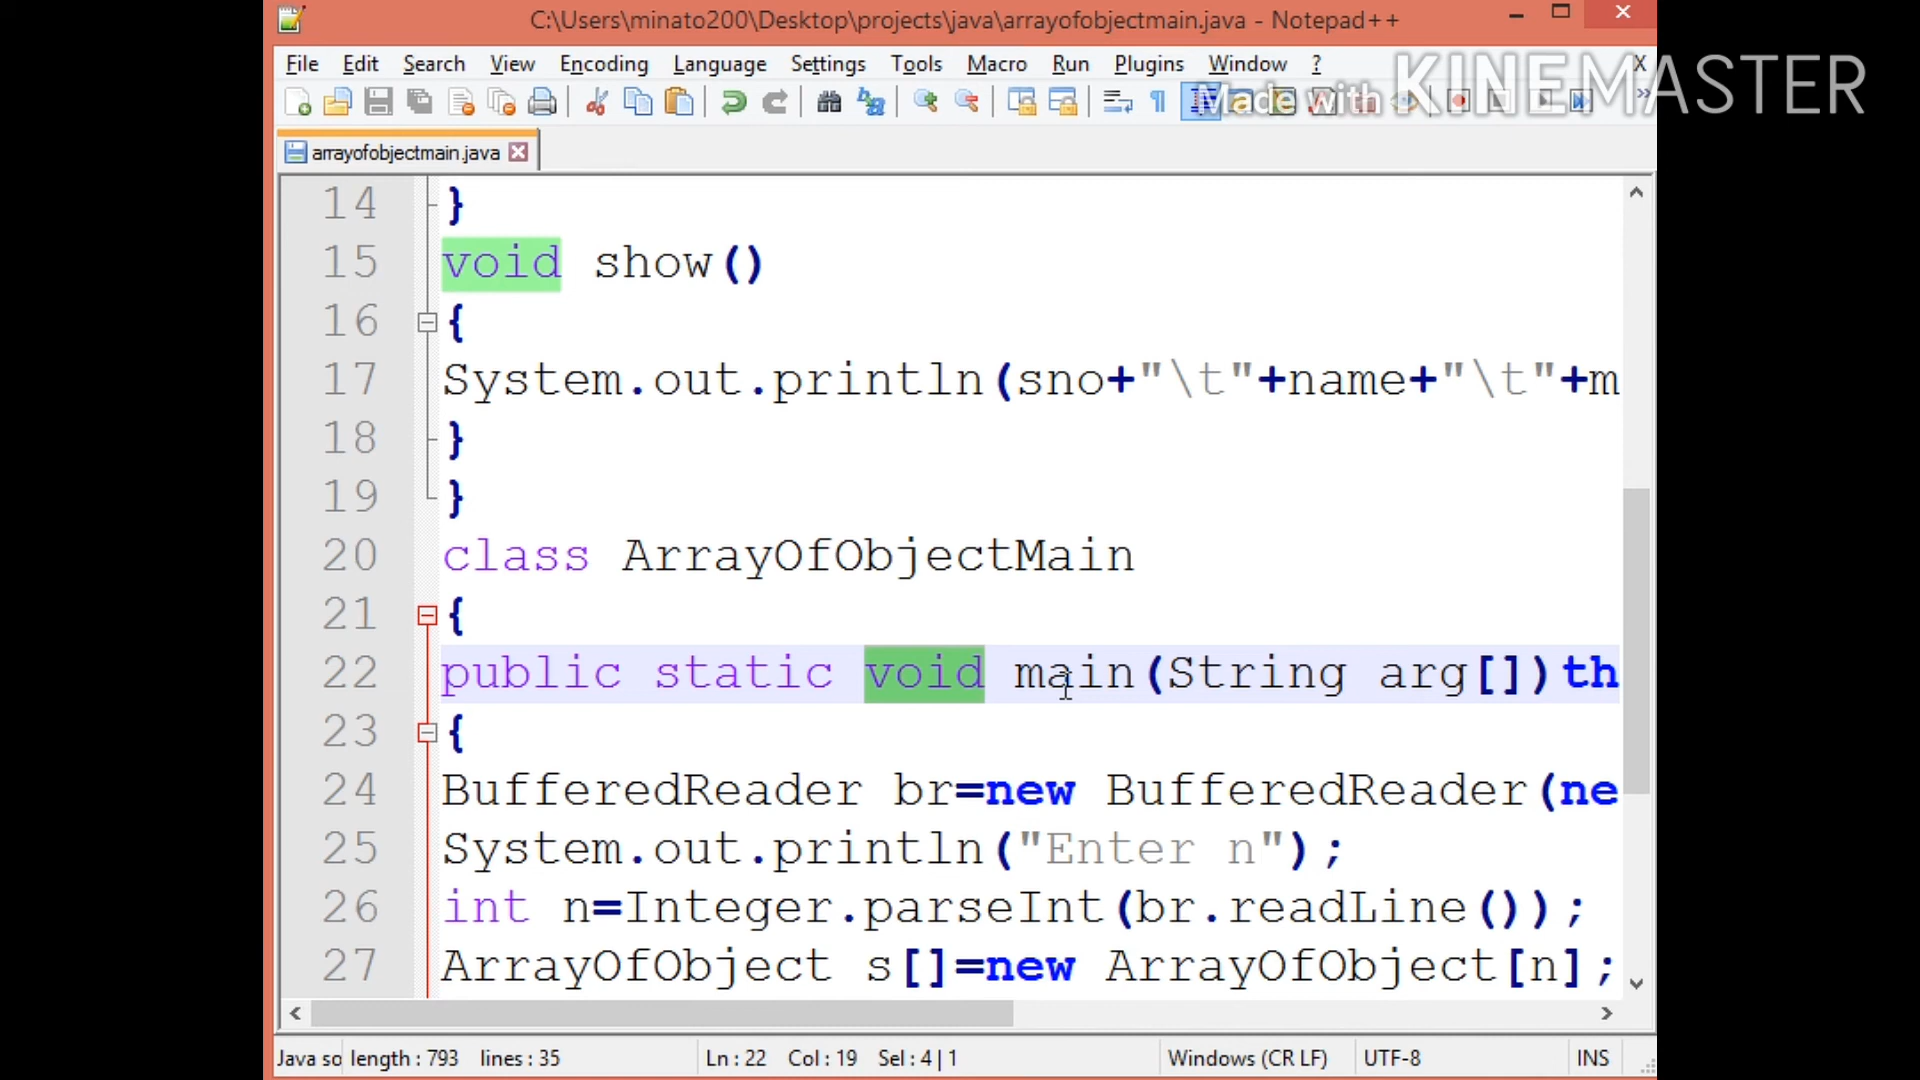 C:\Users\minato200\Desktop\projects\java\arrayofobjectmain.java - Notepad++
File Edit Search View Encoding Language Settings Tools Macro Run Plugins Window ? X
Made with KINEMASTER
arrayofobjectmain.java
14 }
15 void show()
16 {
17 System.out.println(sno+"\t"+name+"\t"+m
18 }
19 }
20 class ArrayOfObjectMain
21 {
22 public static void main(String arg[])th
23 {
24 BufferedReader br=new BufferedReader(ne
25 System.out.println("Enter n");
26 int n=Integer.parseInt(br.readLine());
27 ArrayOfObject s[]=new ArrayOfObject[n];
Java so length : 793 lines : 35 Ln : 22 Col : 19 Sel : 4 | 1 Windows (CR LF) UTF-8 INS